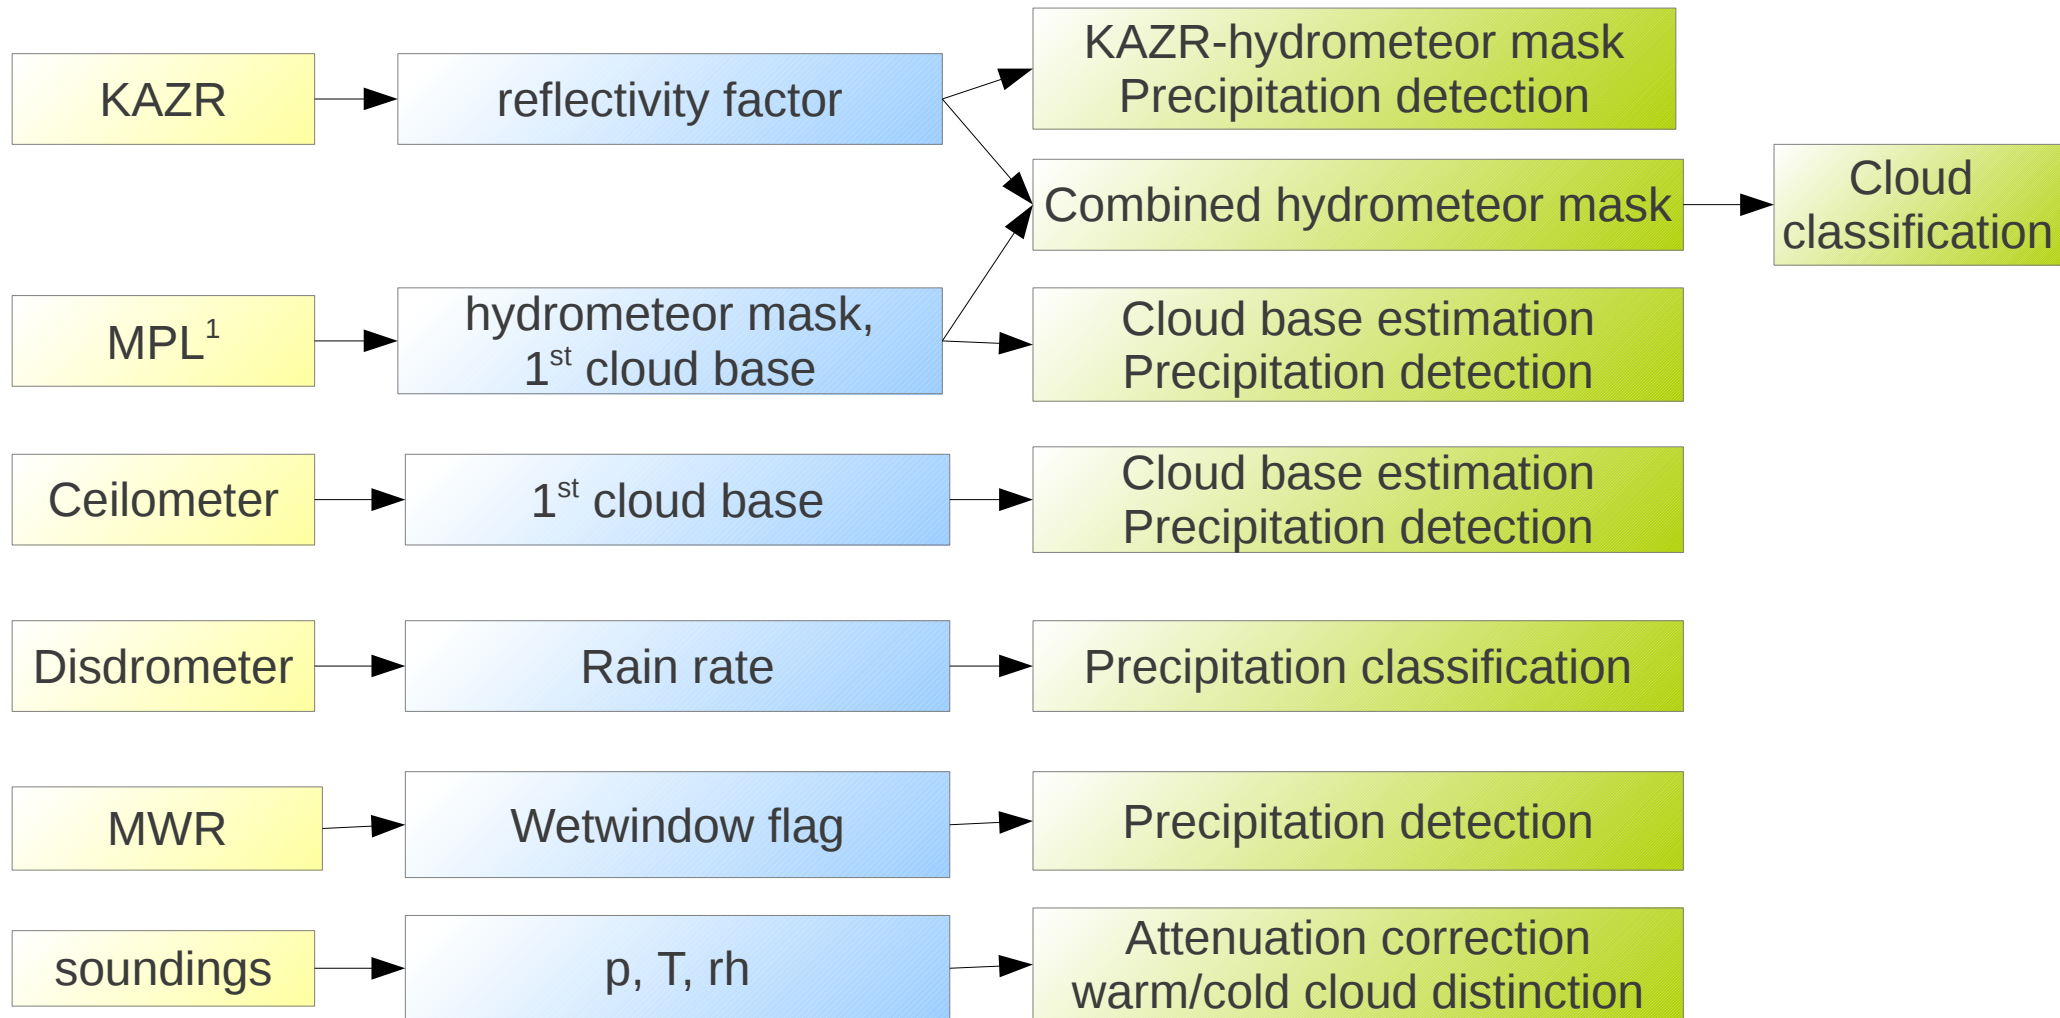 KAZR
reflectivity factor
KAZR-hydrometeor mask
Precipitation detection
Combined hydrometeor mask
Cloud
classification
MPL¹
hydrometeor mask,
1st cloud base
Cloud base estimation
Precipitation detection
Ceilometer
1st cloud base
Cloud base estimation
Precipitation detection
Disdrometer
Rain rate
Precipitation classification
MWR
Wetwindow flag
Precipitation detection
soundings
p, T, rh
Attenuation correction
warm/cold cloud distinction